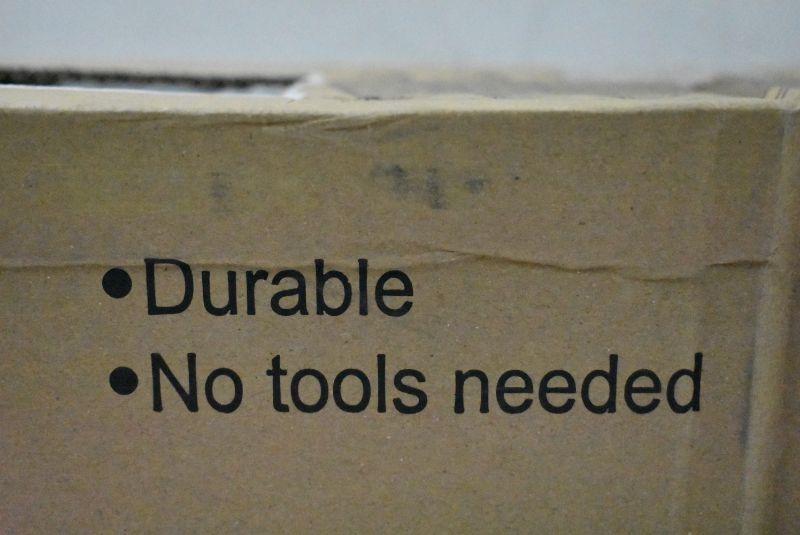 •Durable
•No tools needed